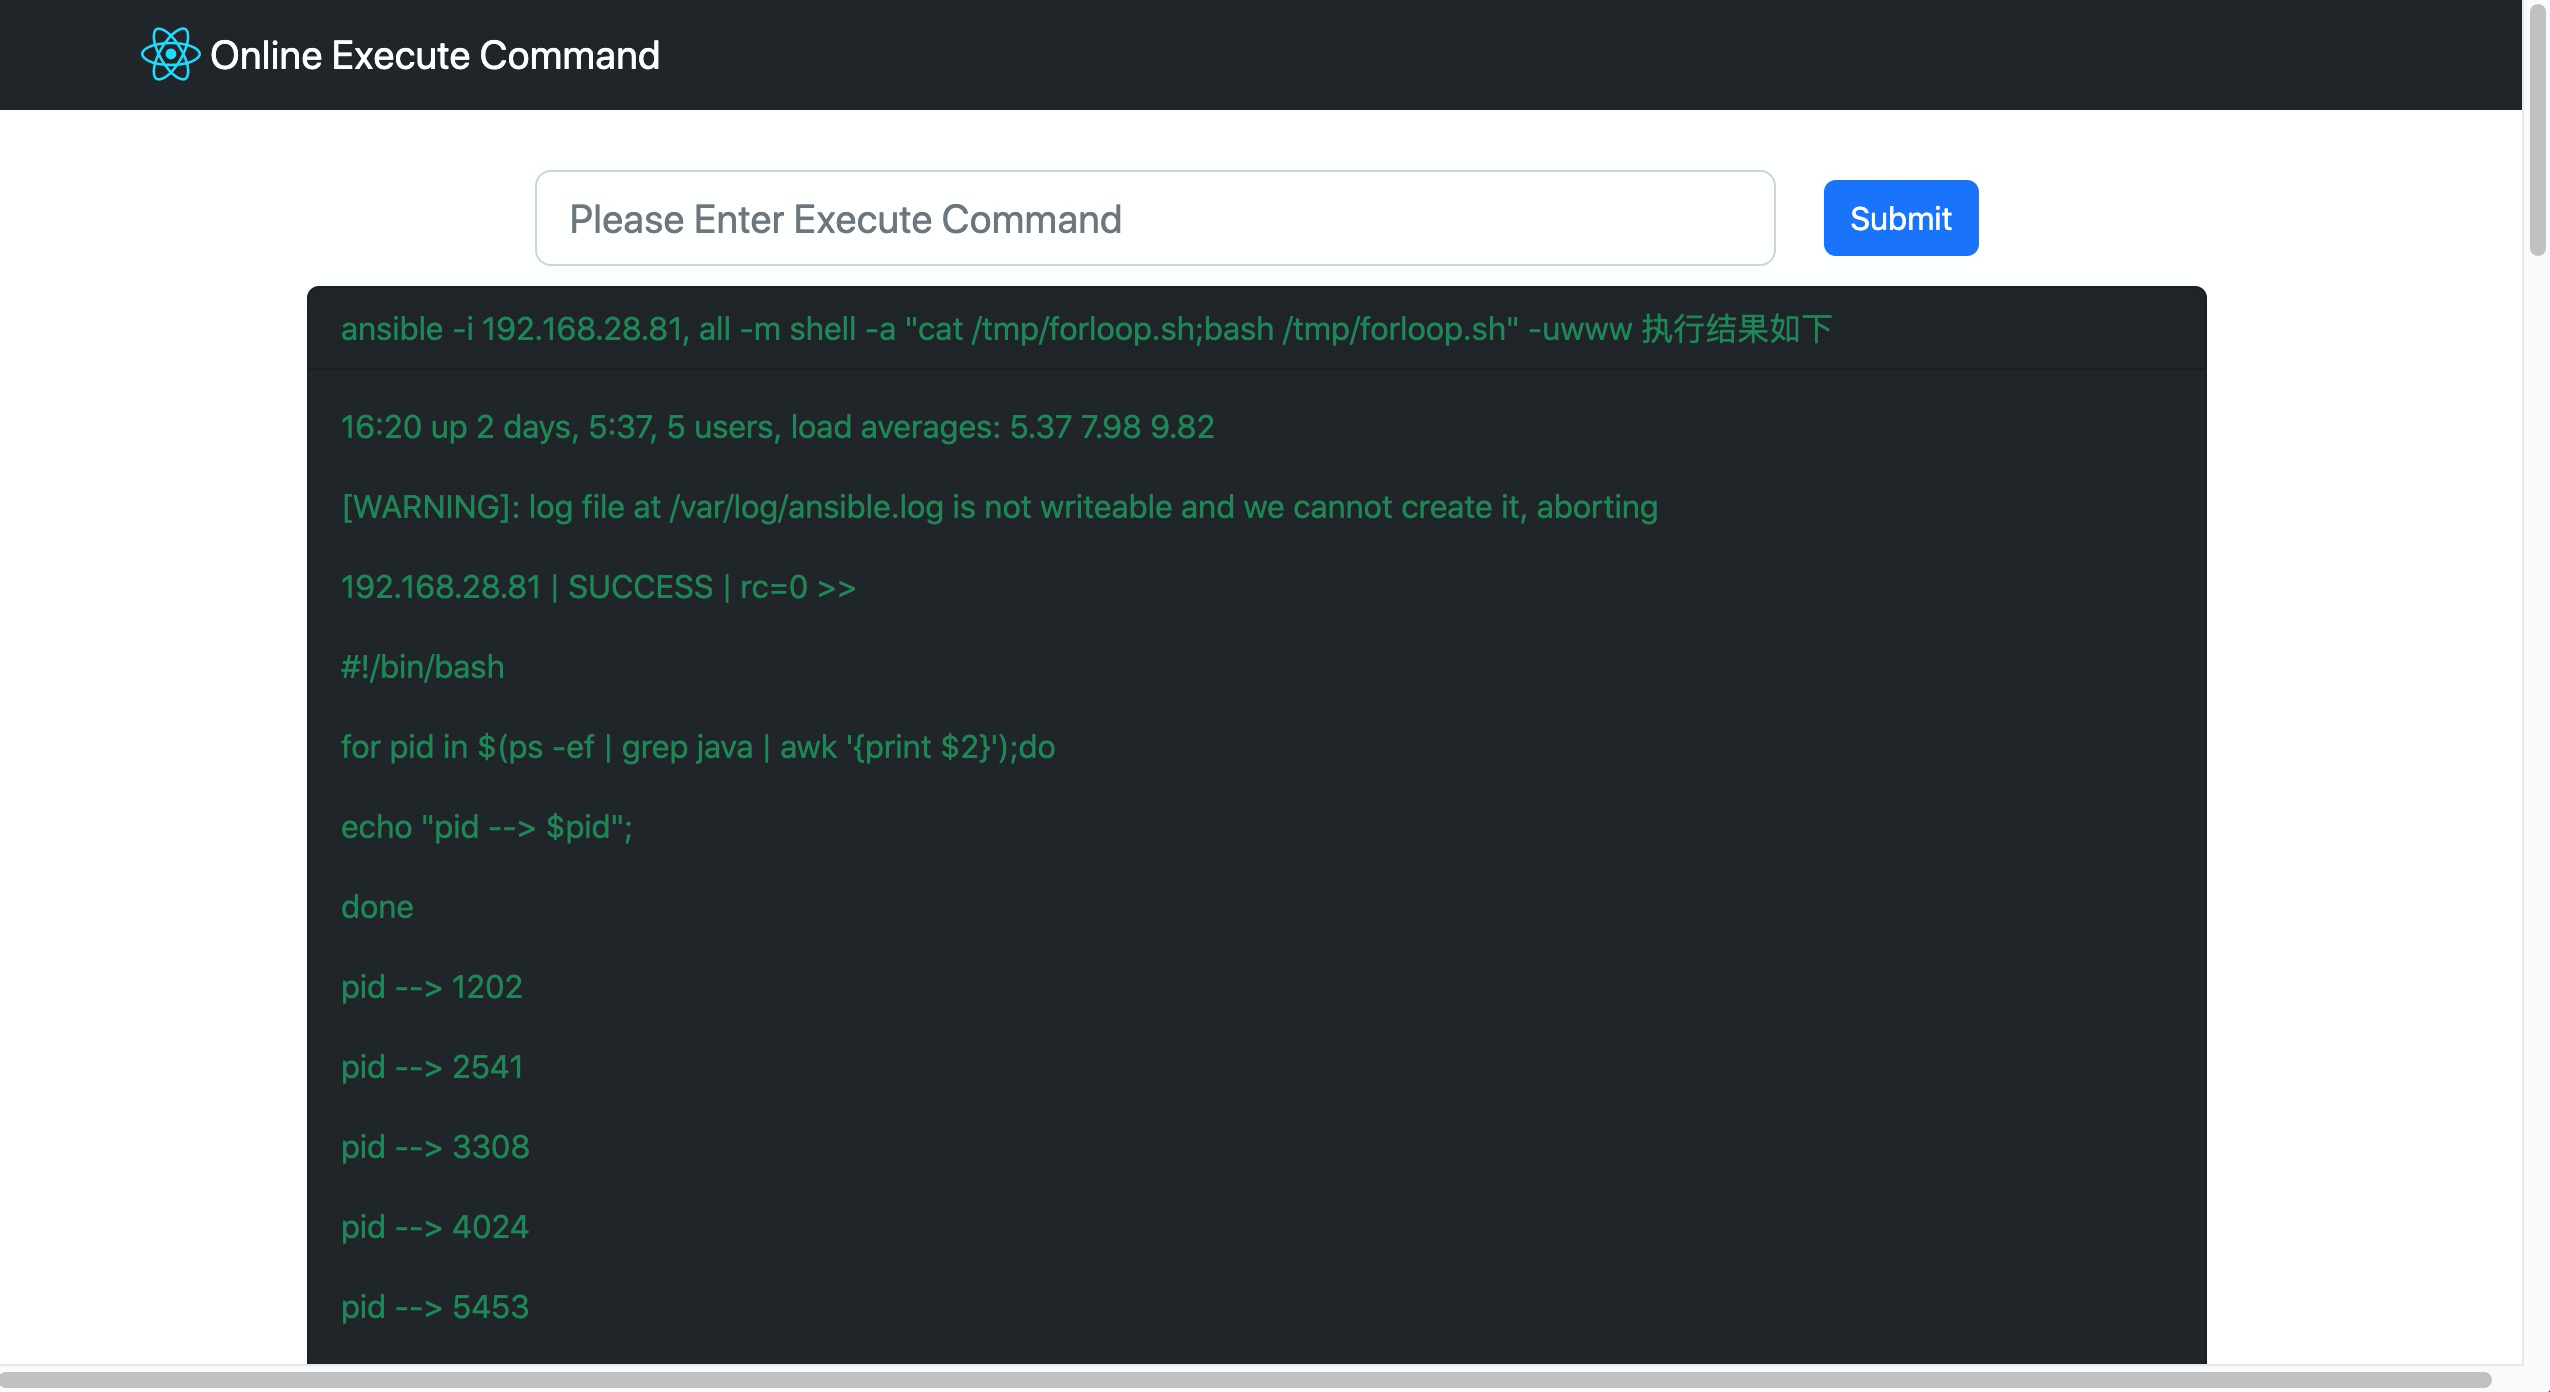 Online Execute Command
Please Enter Execute Command
Submit
ansible -i 192.168.28.81, all -m shell -a "cat /tmp/forloop.sh;bash /tmp/forloop.sh" -uwww 执行结果如下
16:20 up 2 days, 5:37, 5 users, load averages: 5.37 7.98 9.82
[WARNING]: log file at /var/log/ansible.log is not writeable and we cannot create it, aborting
192.168.28.81 | SUCCESS | rc=0 >>
#!/bin/bash
for pid in $(ps -ef | grep java | awk '{print $2}');do
echo "pid --> $pid";
done
pid --> 1202
pid --> 2541
pid --> 3308
pid --> 4024
pid --> 5453